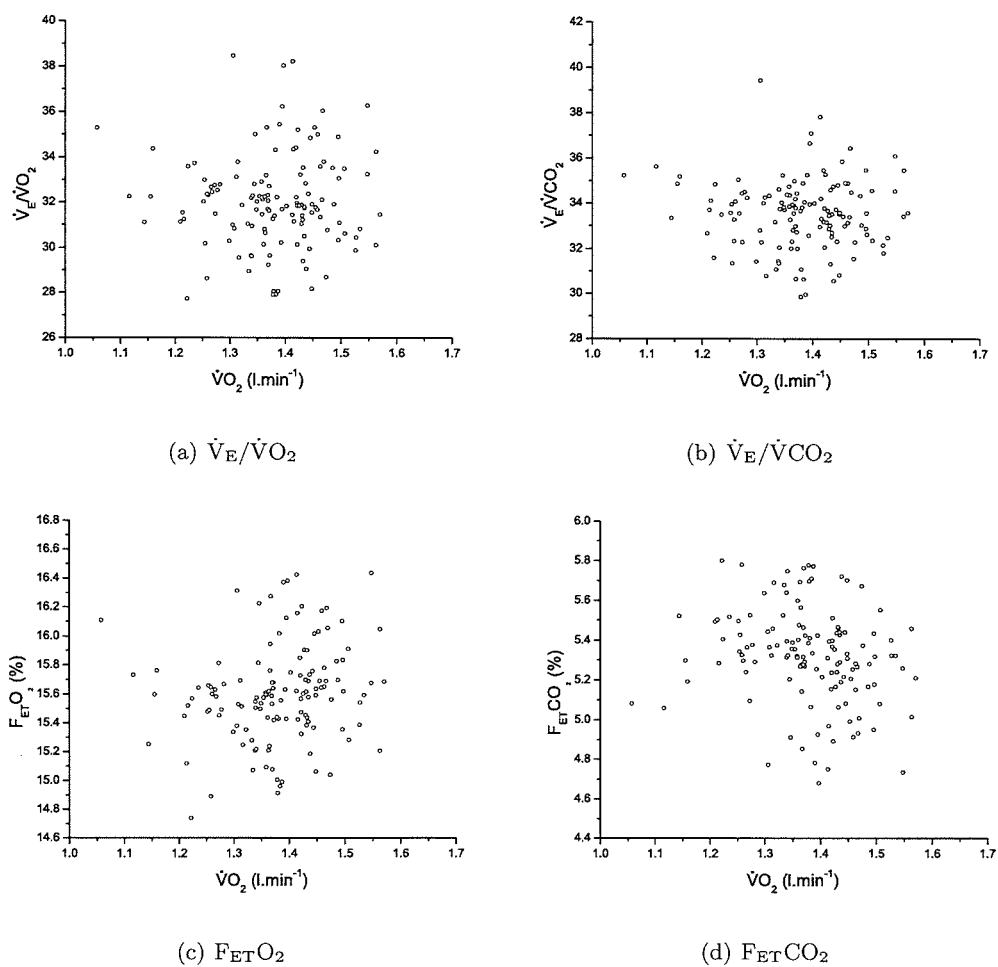 40
38
36
34
32
30
28
26
V̇E/V̇O₂
1.0 1.1 1.2 1.3 1.4 1.5 1.6 1.7
V̇O₂ (l.min⁻¹)
(a) V̇E/V̇O₂
42
40
38
36
34
32
30
28
V̇E/V̇CO₂
1.0 1.1 1.2 1.3 1.4 1.5 1.6 1.7
V̇O₂ (l.min⁻¹)
(b) V̇E/V̇CO₂
16.8
16.6
16.4
16.2
16.0
15.8
15.6
15.4
15.2
15.0
14.8
14.6
FETO₂ (%)
1.0 1.1 1.2 1.3 1.4 1.5 1.6 1.7
V̇O₂ (l.min⁻¹)
(c) FETO₂
6.0
5.8
5.6
5.4
5.2
5.0
4.8
4.6
4.4
FETCO₂ (%)
1.0 1.1 1.2 1.3 1.4 1.5 1.6 1.7
V̇O₂ (l.min⁻¹)
(d) FETCO₂